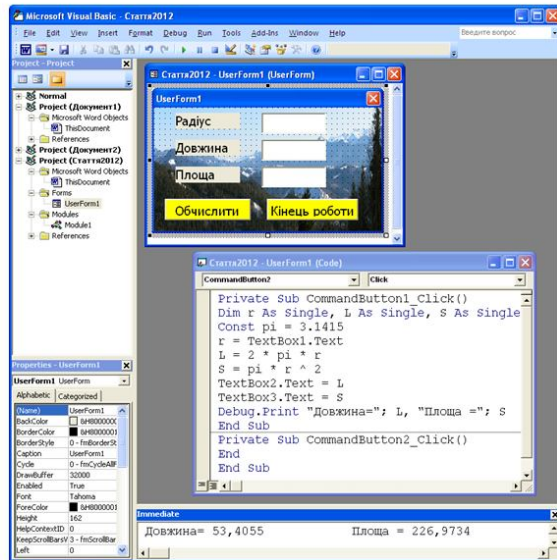 Microsoft Visual Basic - Стаття2012
File Edit View Insert Format Debug Run Tools Add-Ins Window Help
Введите вопрос
Project - Project
Normal
Project (Документ1)
Microsoft Word Objects
ThisDocument
References
Project (Документ2)
Project (Стаття2012)
Microsoft Word Objects
ThisDocument
Forms
UserForm1
Modules
Module1
References
Стаття2012 - UserForm1 (UserForm)
UserForm1
Радіус
Довжина
Площа
Обчислити Кінець роботи
Стаття2012 - UserForm1 (Code)
CommandButton2 Click
Private Sub CommandButton1_Click()
Dim r As Single, L As Single, S As Single
Const pi = 3.1415
r = TextBox1.Text
L = 2 * pi * r
S = pi * r ^ 2
TextBox2.Text = L
TextBox3.Text = S
Debug.Print "Довжина="; L, "Площа ="; S
End Sub
Private Sub CommandButton2_Click()
End
End Sub
Properties - UserForm1
UserForm1 UserForm
Alphabetic Categorized
(Name) UserForm1
BackColor &H8000000
BorderColor &H8000001
BorderStyle 0 - fmBorderSt
Caption UserForm1
Cycle 0 - fmCycleAllF
DrawBuffer 32000
Enabled True
Font Tahoma
ForeColor &H8000001
Height 162
HelpContextID 0
KeepScrollBarsV 3 - fmScrollBar
Left 0
Immediate
Довжина= 53,4055 Площа = 226,9734